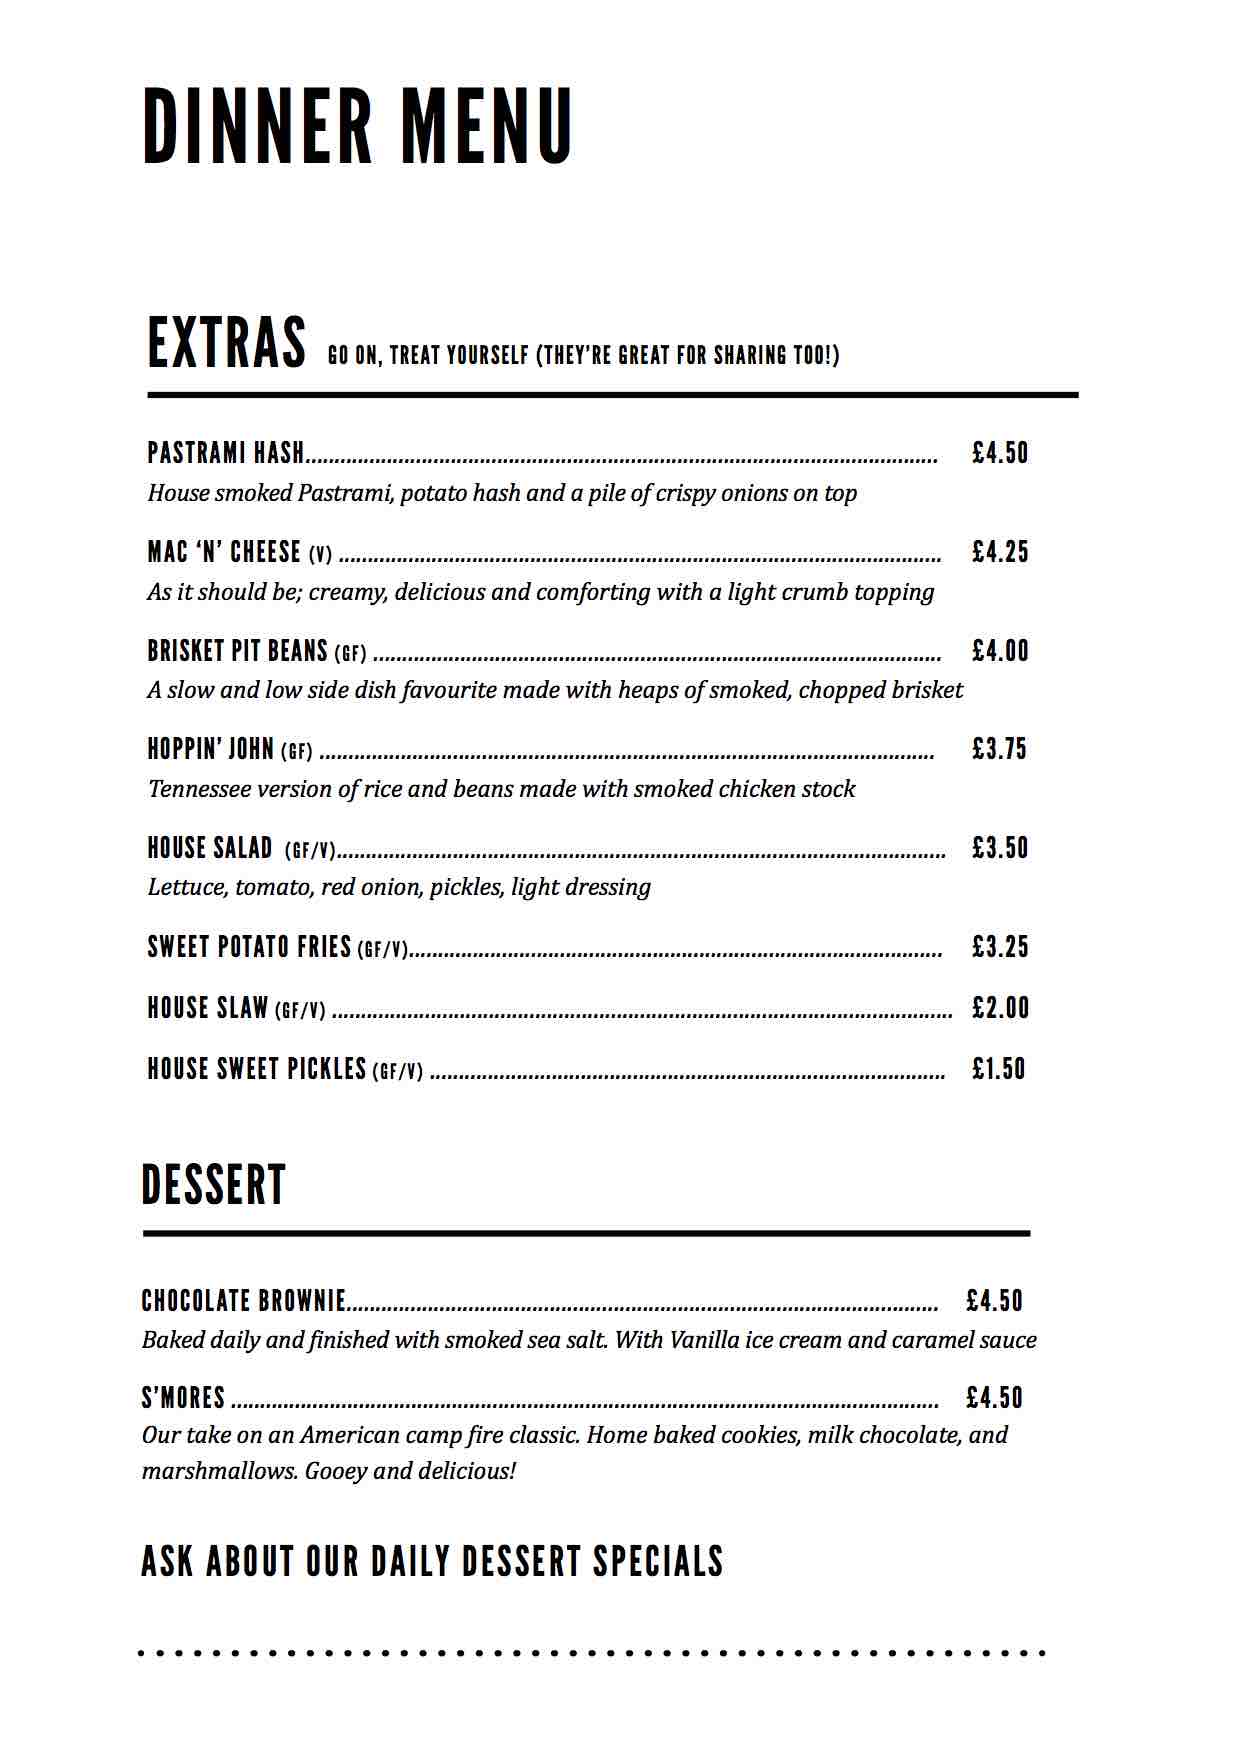 DINNER MENU
EXTRAS GO ON, TREAT YOURSELF (THEY'RE GREAT FOR SHARING TOO!)
PASTRAMI HASH............................................................................................................ £4.50
House smoked Pastrami, potato hash and a pile of crispy onions on top
MAC ‘N’ CHEESE (V) ....................................................................................................... £4.25
As it should be; creamy, delicious and comforting with a light crumb topping
BRISKET PIT BEANS (GF) ................................................................................................. £4.00
A slow and low side dish favourite made with heaps of smoked, chopped brisket
HOPPIN’ JOHN (GF) ......................................................................................................... £3.75
Tennessee version of rice and beans made with smoked chicken stock
HOUSE SALAD (GF/V)........................................................................................................ £3.50
Lettuce, tomato, red onion, pickles, light dressing
SWEET POTATO FRIES (GF/V)........................................................................................... £3.25
HOUSE SLAW (GF/V) .......................................................................................................... £2.00
HOUSE SWEET PICKLES (GF/V) ........................................................................................ £1.50
DESSERT
CHOCOLATE BROWNIE..................................................................................................... £4.50
Baked daily and finished with smoked sea salt. With Vanilla ice cream and caramel sauce
S’MORES ......................................................................................................................... £4.50
Our take on an American camp fire classic. Home baked cookies, milk chocolate, and
marshmallows. Gooey and delicious!
ASK ABOUT OUR DAILY DESSERT SPECIALS